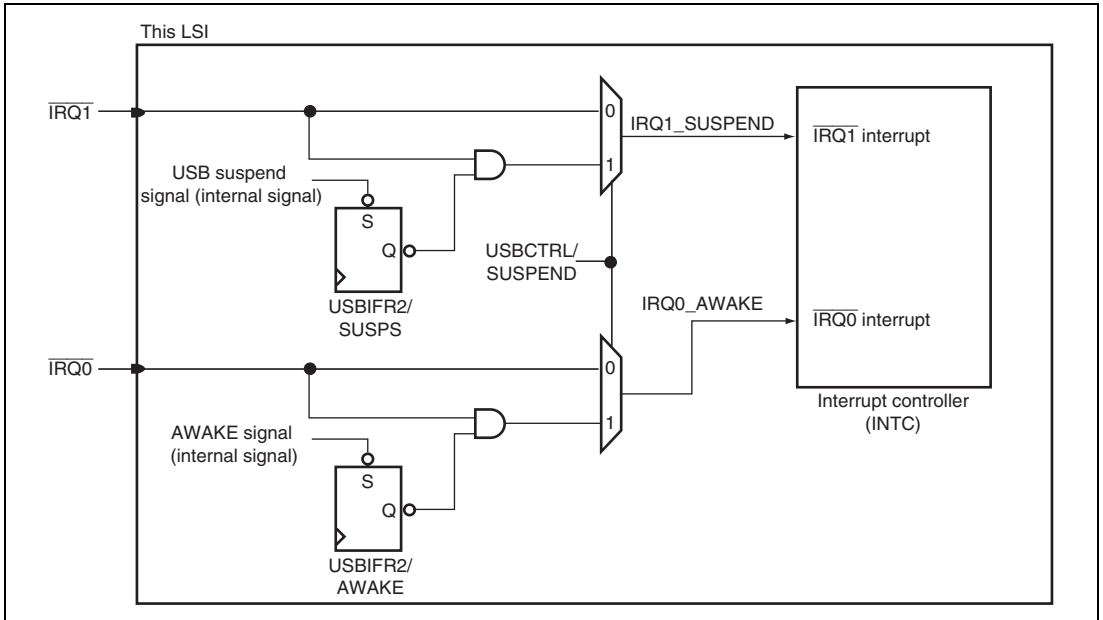 This LSI
IRQ1
0
IRQ1_SUSPEND
IRQ1 interrupt
1
USB suspend
signal (internal signal)
S
Q
USBCTRL/
SUSPEND
USBIFR2/
SUSPS
IRQ0_AWAKE
IRQ0 interrupt
IRQ0
0
1
Interrupt controller
(INTC)
AWAKE signal
(internal signal)
S
Q
USBIFR2/
AWAKE